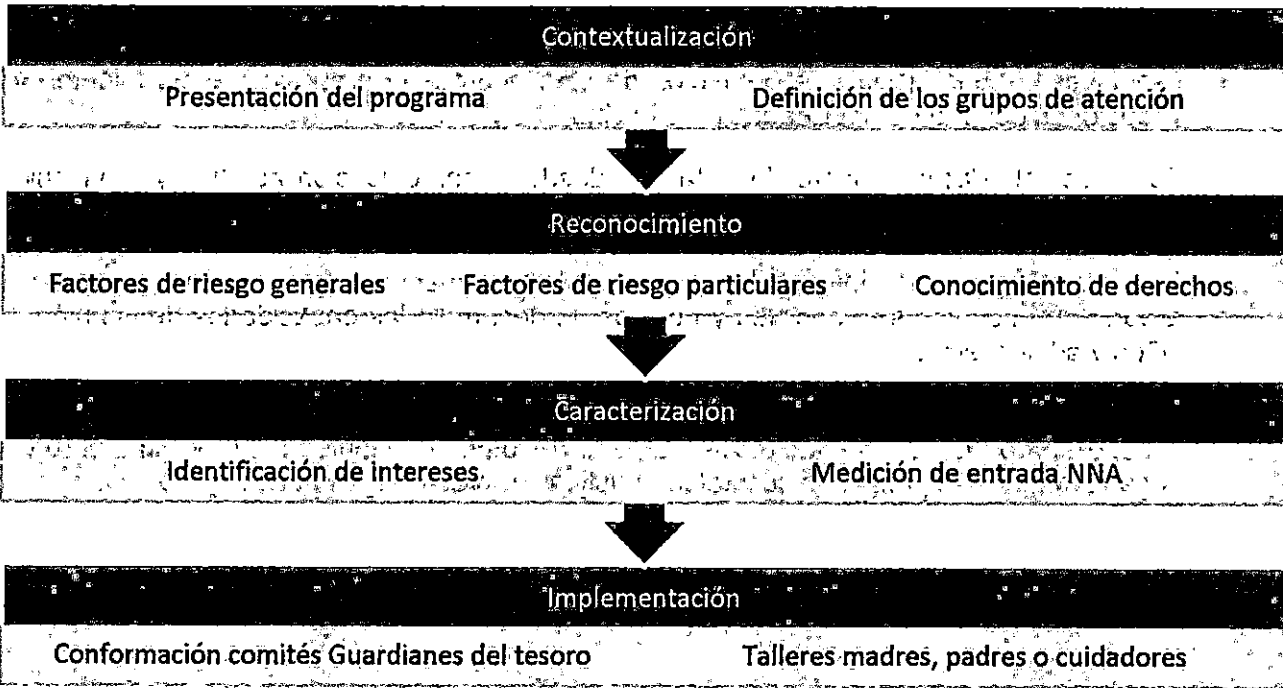 Contextualización
Presentación del programa Definición de los grupos de atención
Reconocimiento
Factores de riesgo generales Factores de riesgo particulares Conocimiento de derechos
Caracterización
Identificación de intereses Medición de entrada NNA
Implementación
Conformación comités Guardianes del tesoro Talleres madres, padres o cuidadores